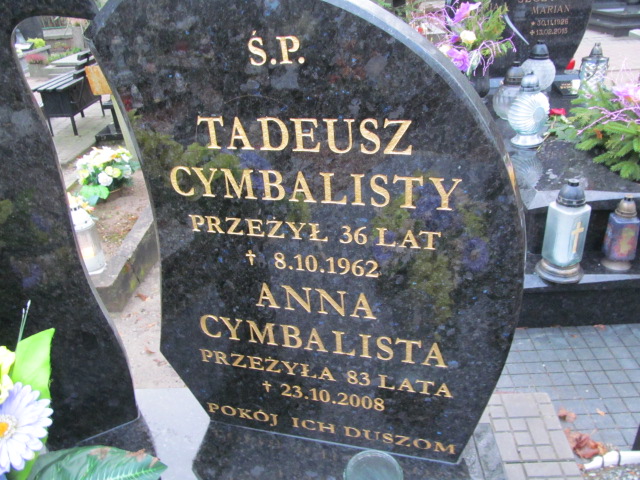 Ś.P.
TADEUSZ
CYMBALISTY
PRZEŻYŁ 36 LAT
† 8.10.1962
ANNA
CYMBALISTA
PRZEŻYŁA 83 LATA
† 23.10.2008
POKÓJ ICH DUSZOM
MARIAN